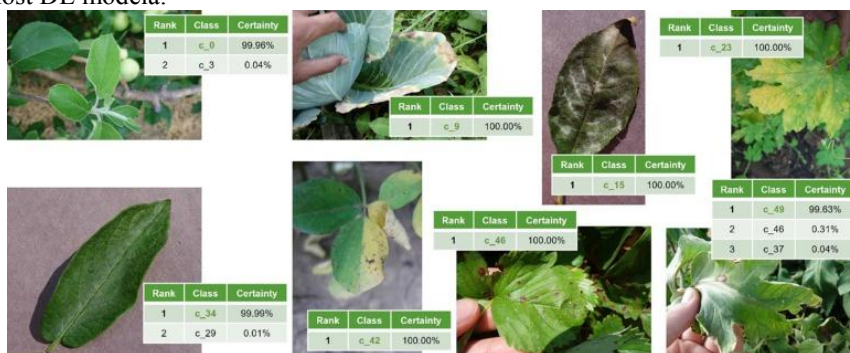 nost DE modela.
Rank Class Certainty
1 c_0 99.96%
2 c_3 0.04%
Rank Class Certainty
1 c_9 100.00%
Rank Class Certainty
1 c_15 100.00%
Rank Class Certainty
1 c_23 100.00%
Rank Class Certainty
1 c_34 99.99%
2 c_29 0.01%
Rank Class Certainty
1 c_42 100.00%
Rank Class Certainty
1 c_46 100.00%
Rank Class Certainty
1 c_49 99.63%
2 c_46 0.31%
3 c_37 0.04%